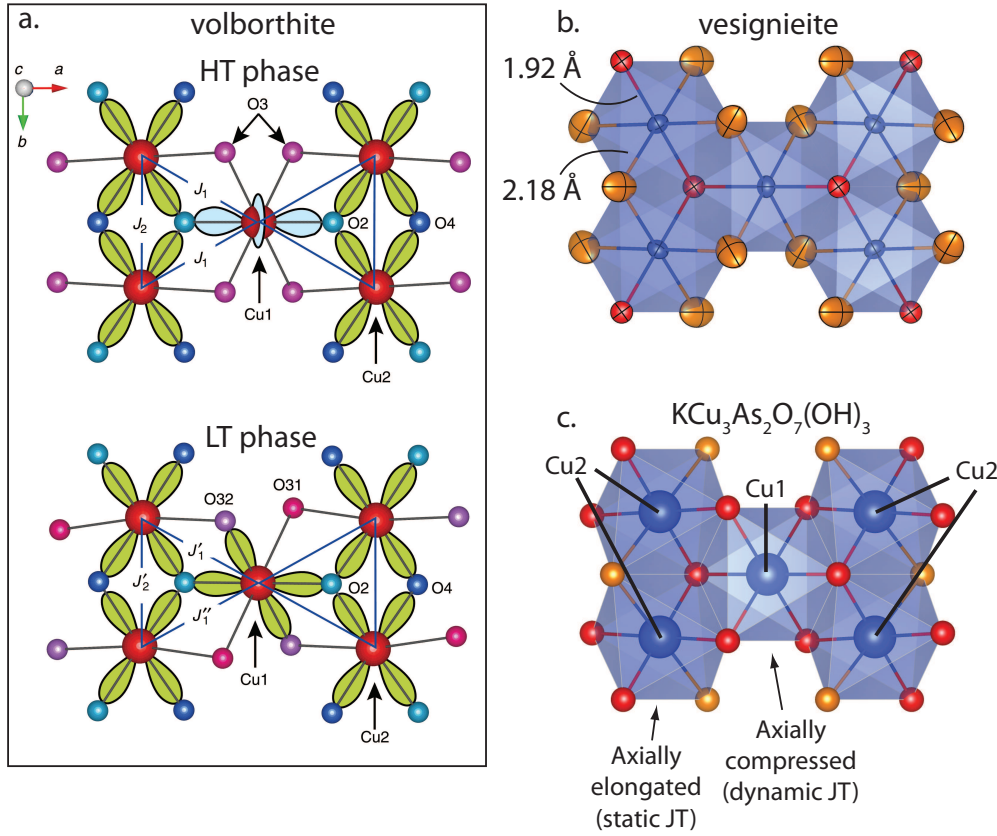 a.
volborthite
HT phase
c
a
b
O3
J₁
J₂
J₁
O2
O4
Cu1
Cu2
LT phase
O32
O31
J′₁
J′₂
J″₁
O2
O4
Cu1
Cu2
b.
vesignieite
1.92 Å
2.18 Å
c.
KCu₃As₂O₇(OH)₃
Cu2
Cu1
Cu2
Axially
elongated
(static JT)
Axially
compressed
(dynamic JT)